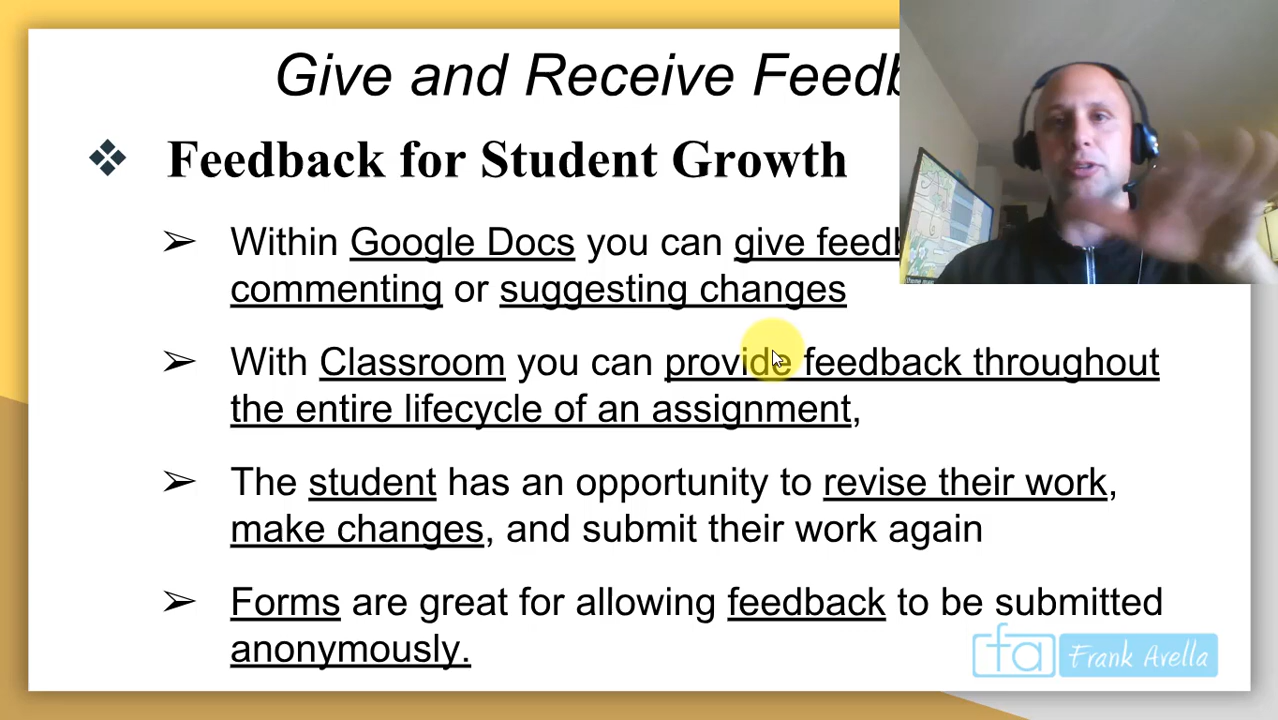 Give and Receive Feedb
Feedback for Student Growth
Within Google Docs you can give feedb
commenting or suggesting changes
With Classroom you can provide feedback throughout
the entire lifecycle of an assignment,
The student has an opportunity to revise their work,
make changes, and submit their work again
Forms are great for allowing feedback to be submitted
anonymously.
fa Frank Avella